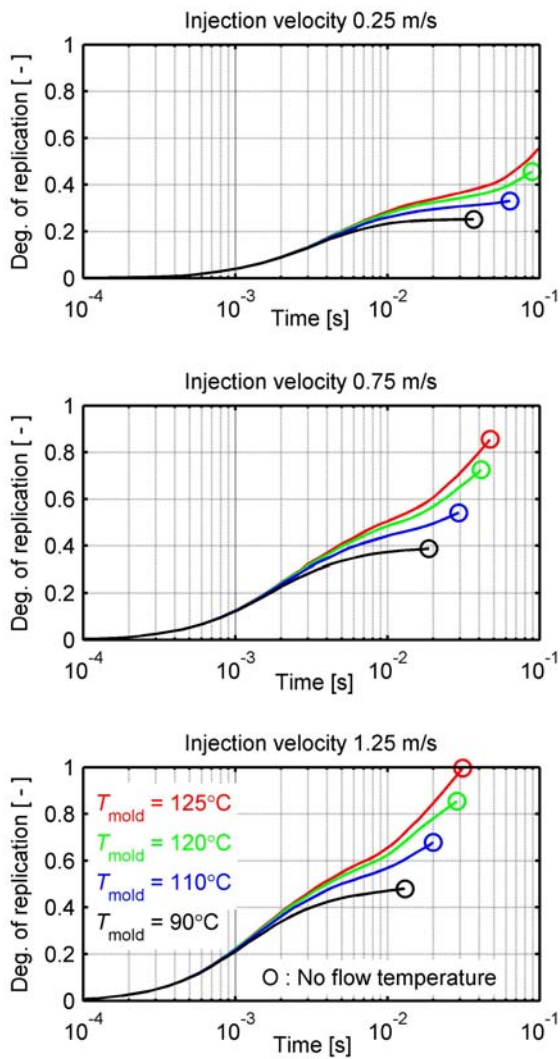 Injection velocity 0.25 m/s
1
0.8
0.6
0.4
0.2
0
Deg. of replication [ - ]
10⁻⁴ 10⁻³ 10⁻² 10⁻¹
Time [s]
Injection velocity 0.75 m/s
1
0.8
0.6
0.4
0.2
0
Deg. of replication [ - ]
10⁻⁴ 10⁻³ 10⁻² 10⁻¹
Time [s]
Injection velocity 1.25 m/s
1
0.8
0.6
0.4
0.2
0
Deg. of replication [ - ]
T_mold = 125°C
T_mold = 120°C
T_mold = 110°C
T_mold = 90°C
O : No flow temperature
10⁻⁴ 10⁻³ 10⁻² 10⁻¹
Time [s]